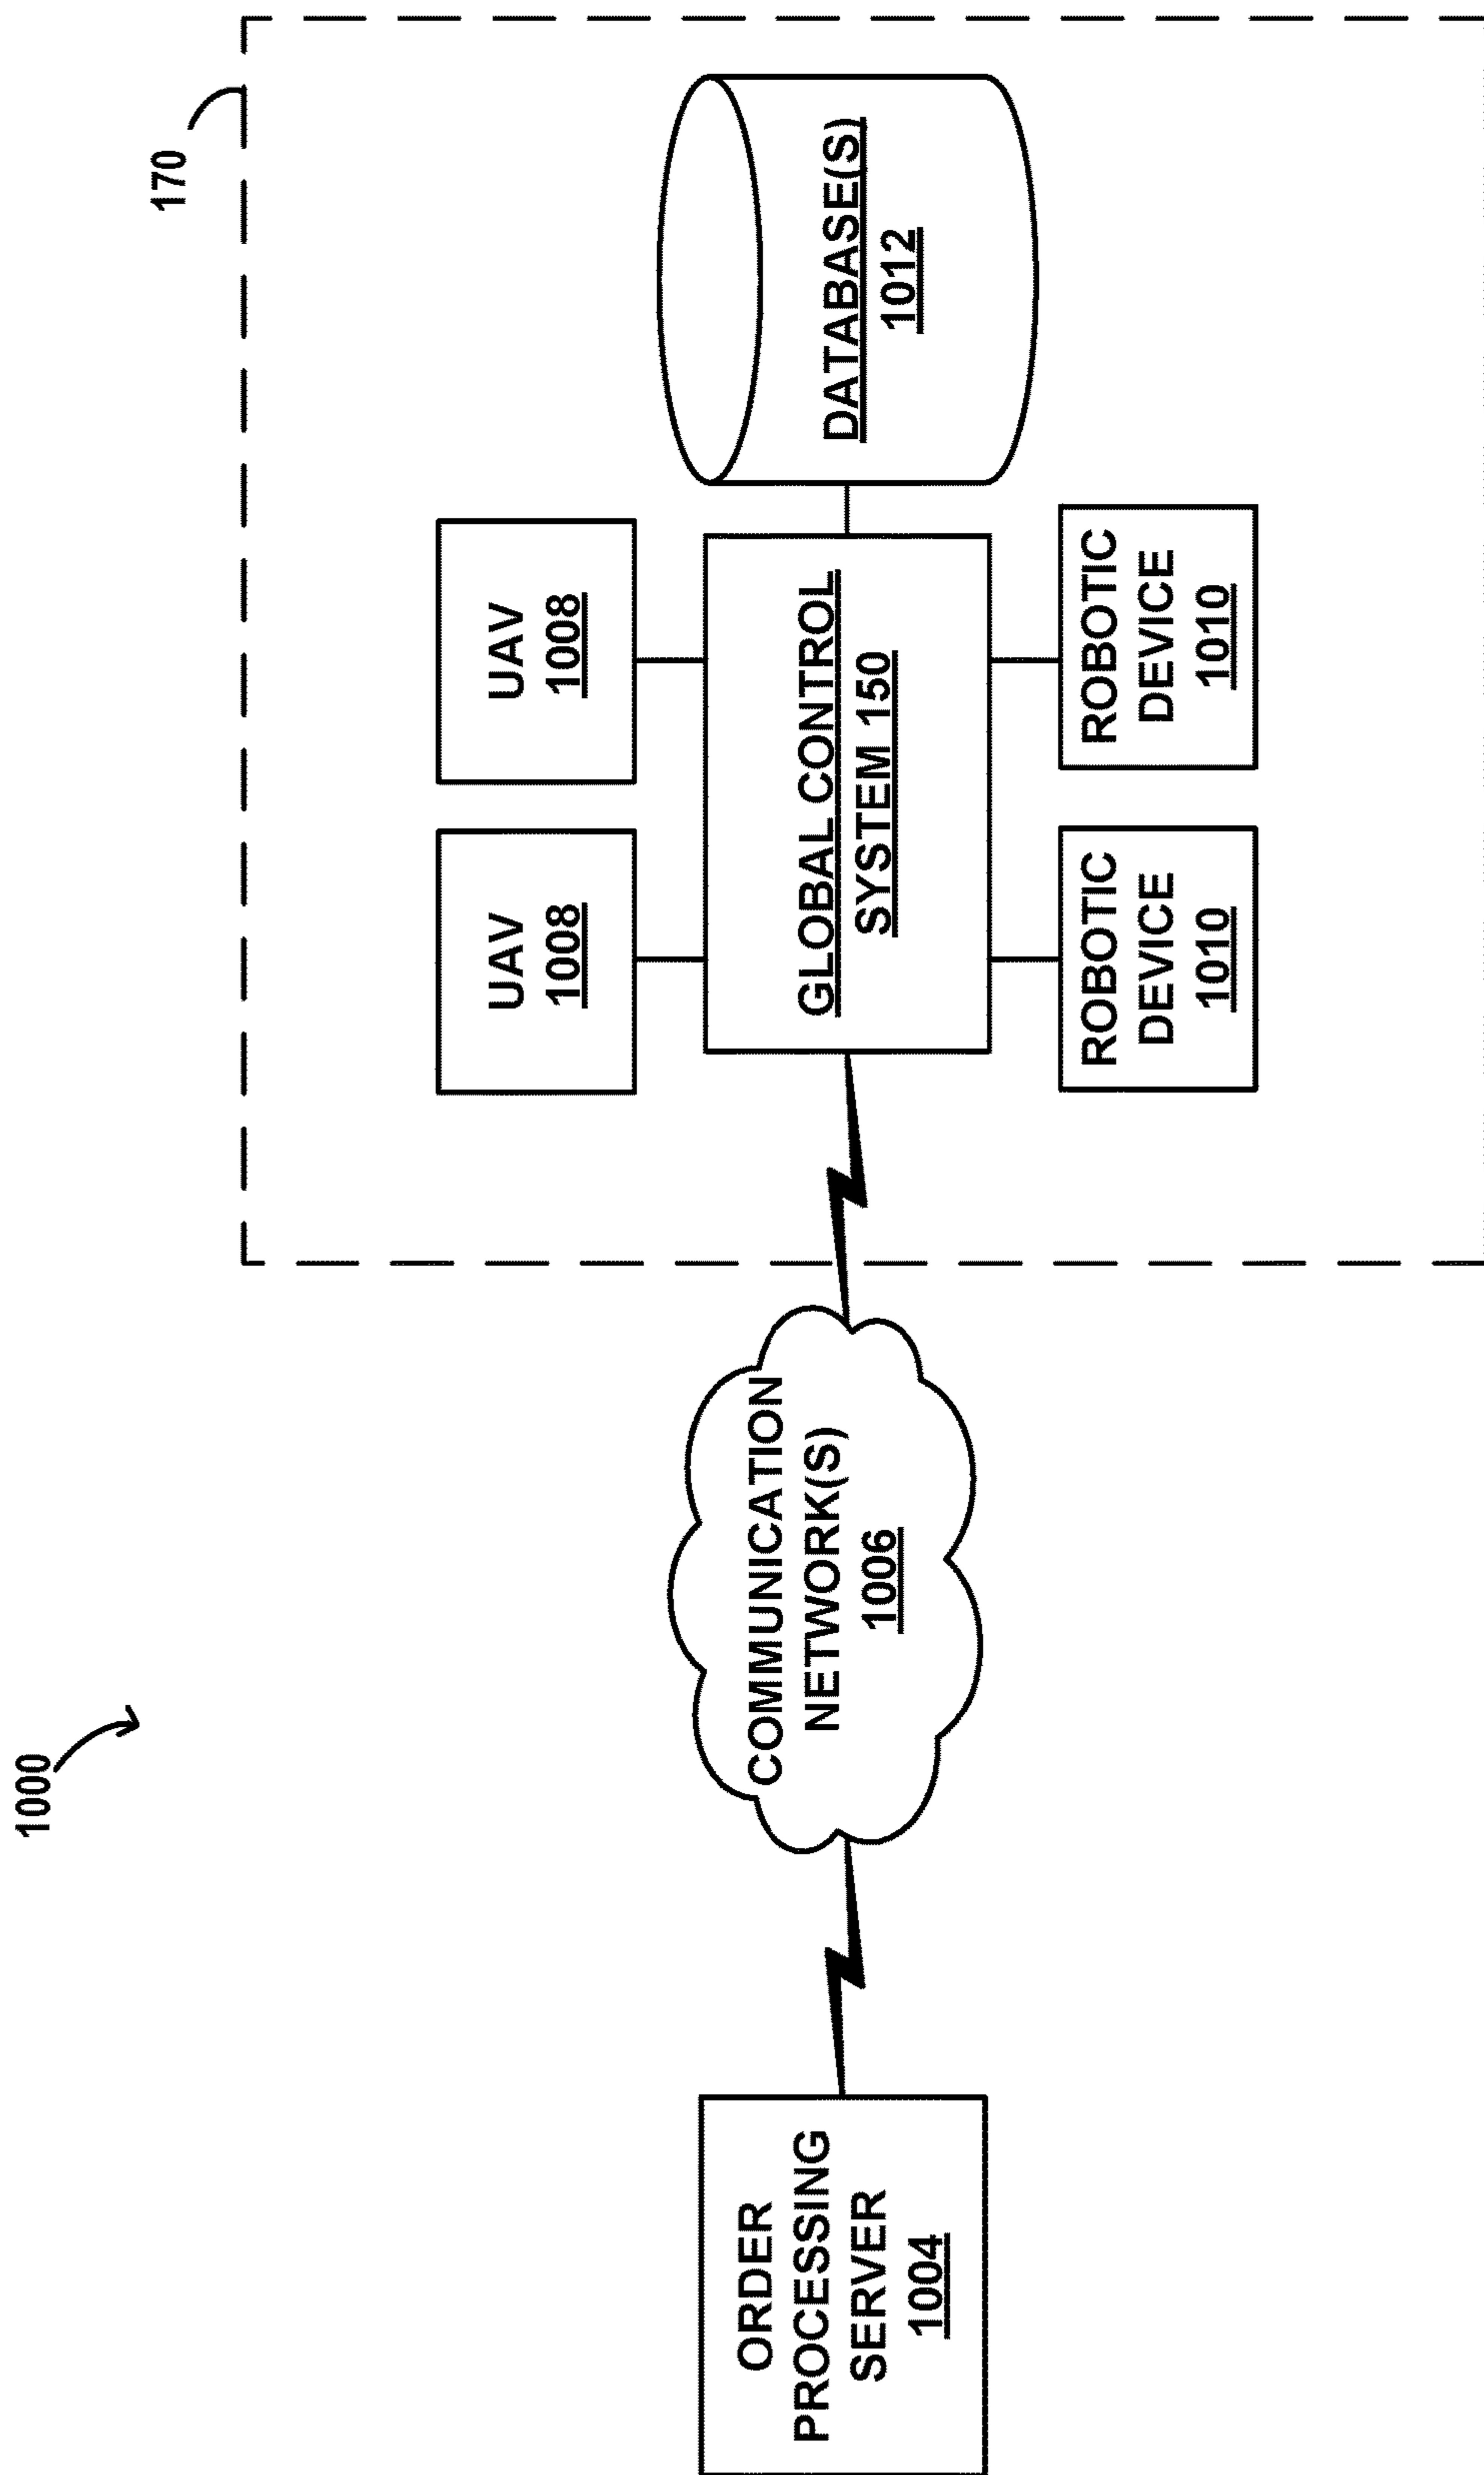 1000
170
ORDER
PROCESSING
SERVER
1004
COMMUNICATION
NETWORK(S)
1006
UAV
1008
UAV
1008
GLOBAL CONTROL
SYSTEM 150
ROBOTIC
DEVICE
1010
ROBOTIC
DEVICE
1010
DATABASE(S)
1012